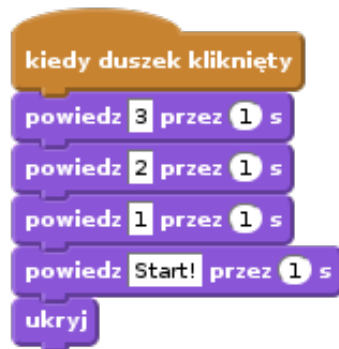 kiedy duszek kliknięty
powiedz 3 przez 1 s
powiedz 2 przez 1 s
powiedz 1 przez 1 s
powiedz Start! przez 1 s
ukryj